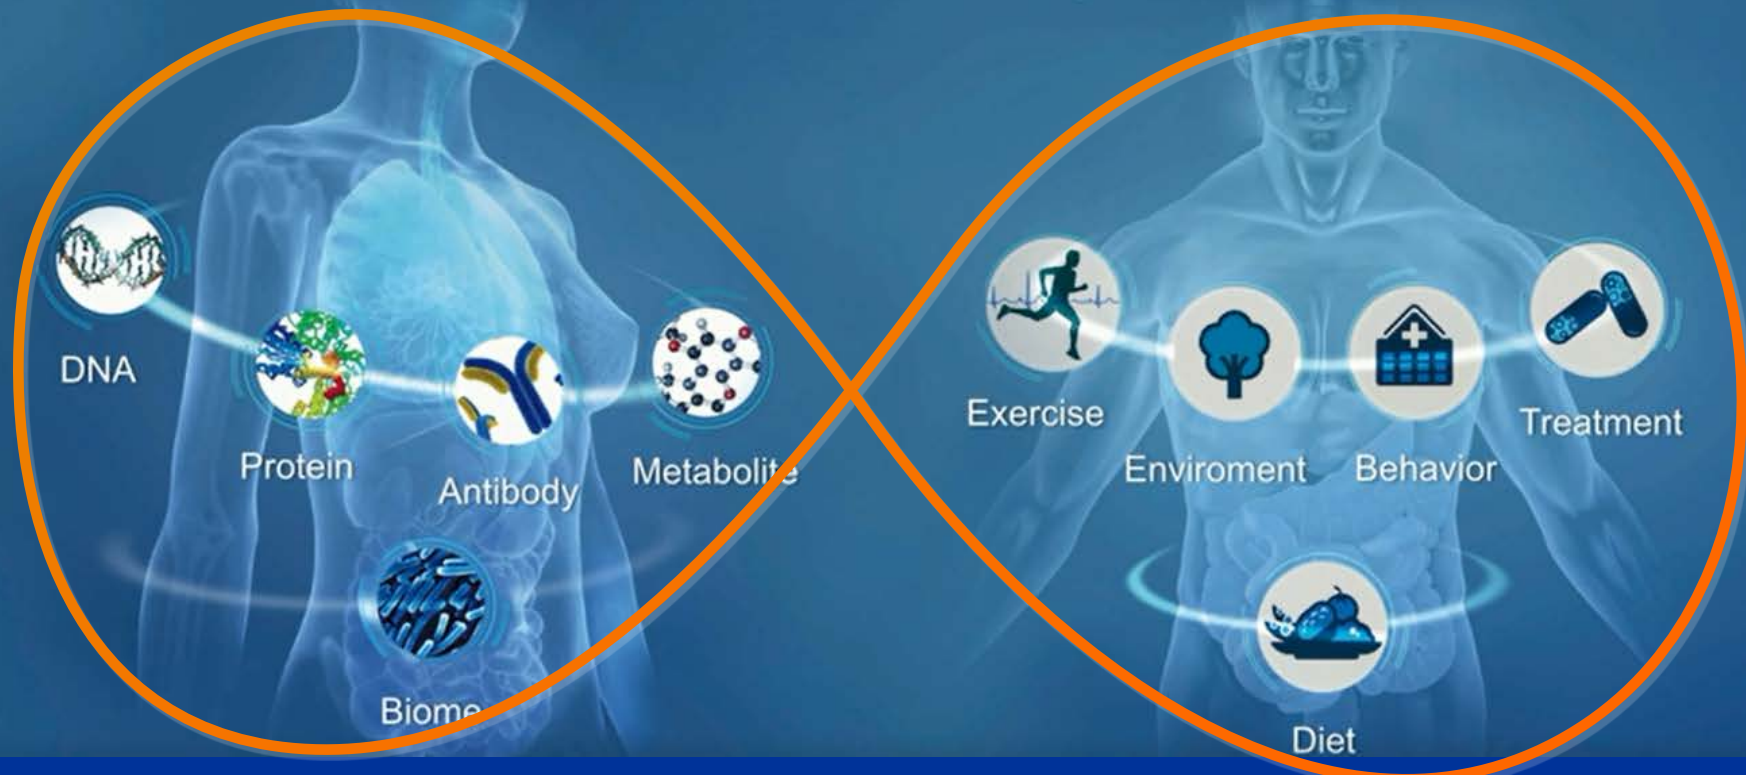 DNA
Protein
Antibody
Metabolite
Biome
Exercise
Enviroment
Behavior
Treatment
Diet